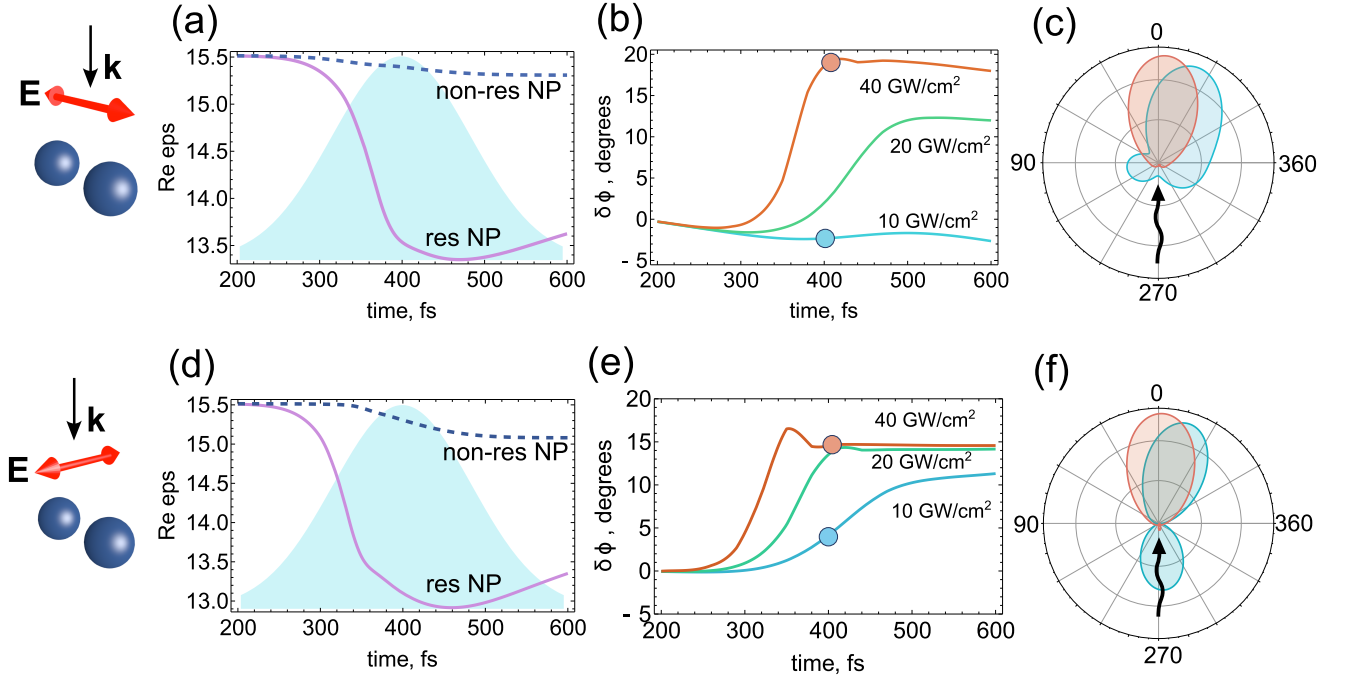 (a)
k
E
Re eps
15.5
15.0
14.5
14.0
13.5
non-res NP
res NP
200 300 400 500 600
time, fs
(b)
δϕ, degrees
20
15
10
5
0
- 5
40 GW/cm²
20 GW/cm²
10 GW/cm²
200 300 400 500 600
time, fs
(c)
0
90
360
270
(d)
k
E
Re eps
15.5
15.0
14.0
13.5
13.0
non-res NP
res NP
200 300 400 500 600
time, fs
(e)
δϕ, degrees
20
15
10
5
0
- 5
40 GW/cm²
20 GW/cm²
10 GW/cm²
200 300 400 500 600
time, fs
(f)
0
90
360
270